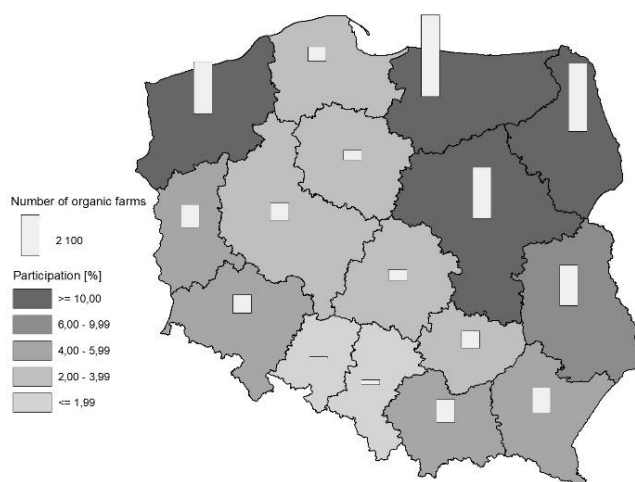 Number of organic farms
2 100
Participation [%]
>= 10,00
6,00 - 9,99
4,00 - 5,99
2,00 - 3,99
<= 1,99